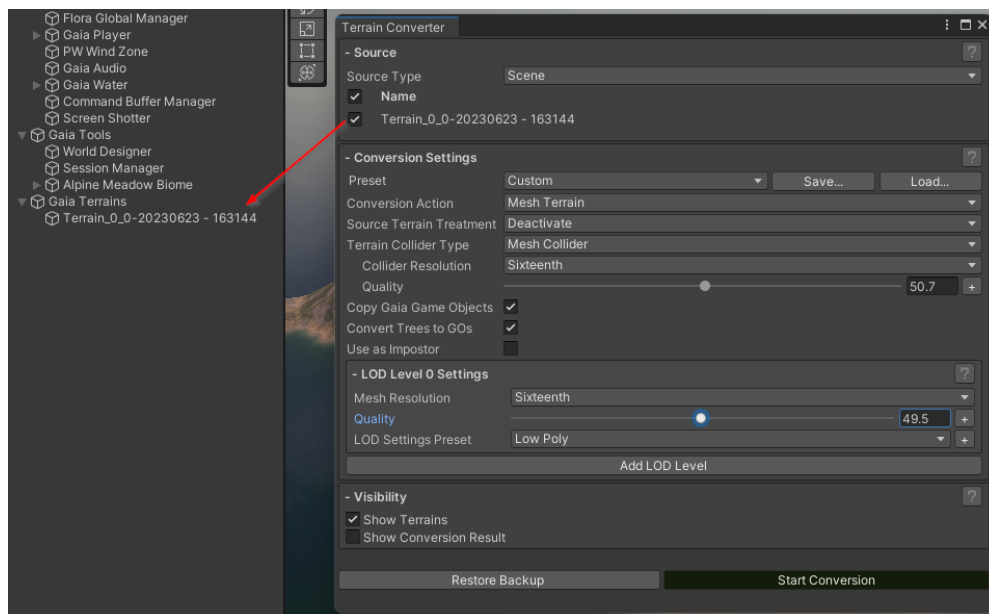 Flora Global Manager
Gaia Player
PW Wind Zone
Gaia Audio
Gaia Water
Command Buffer Manager
Screen Shotter
Gaia Tools
World Designer
Session Manager
Alpine Meadow Biome
Gaia Terrains
Terrain_0_0-20230623 - 163144
Terrain Converter
- Source
?
Source Type Scene
Name
Terrain_0_0-20230623 - 163144
- Conversion Settings
?
Preset Custom Save... Load...
Conversion Action Mesh Terrain
Source Terrain Treatment Deactivate
Terrain Collider Type Mesh Collider
Collider Resolution Sixteenth
Quality 50.7 +
Copy Gaia Game Objects
Convert Trees to GOs
Use as Impostor
- LOD Level 0 Settings
?
Mesh Resolution Sixteenth
Quality 49.5 +
LOD Settings Preset Low Poly +
Add LOD Level
- Visibility
?
Show Terrains
Show Conversion Result
Restore Backup Start Conversion